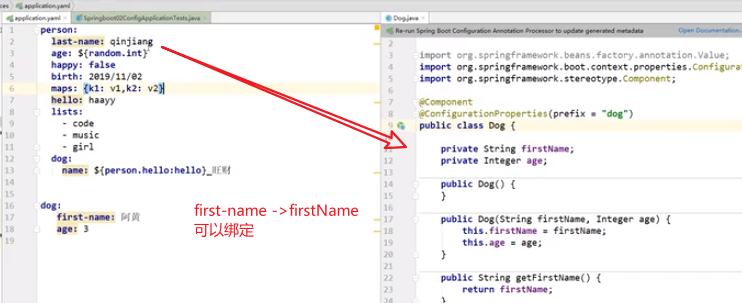 application.yaml
application.yaml
Springboot02ConfigApplicationTests.java
1 person:
2 last-name: qinjiang
3 age: ${random.int}
4 happy: false
5 birth: 2019/11/02
6 maps: {k1: v1,k2: v2}
7 hello: haayy
8 lists:
9 - code
10 - music
11 - girl
12 dog:
13 name: ${person.hello:hello}_旺财
14
15
16 dog:
17 first-name: 阿黄
18 age: 3
19
first-name ->firstName
可以绑定
Dog.java
Re-run Spring Boot Configuration Annotation Processor to update generated metadata
Open Documentation...
2
3 import org.springframework.beans.factory.annotation.Value;
4 import org.springframework.boot.context.properties.Configura
5 import org.springframework.stereotype.Component;
6
7 @Component
8 @ConfigurationProperties(prefix = "dog")
9 public class Dog {
11 private String firstName;
12 private Integer age;
13
14 public Dog() {
15 }
16
17 public Dog(String firstName, Integer age) {
18 this.firstName = firstName;
19 this.age = age;
20 }
21
22 public String getFirstName() {
23 return firstName;
24 }